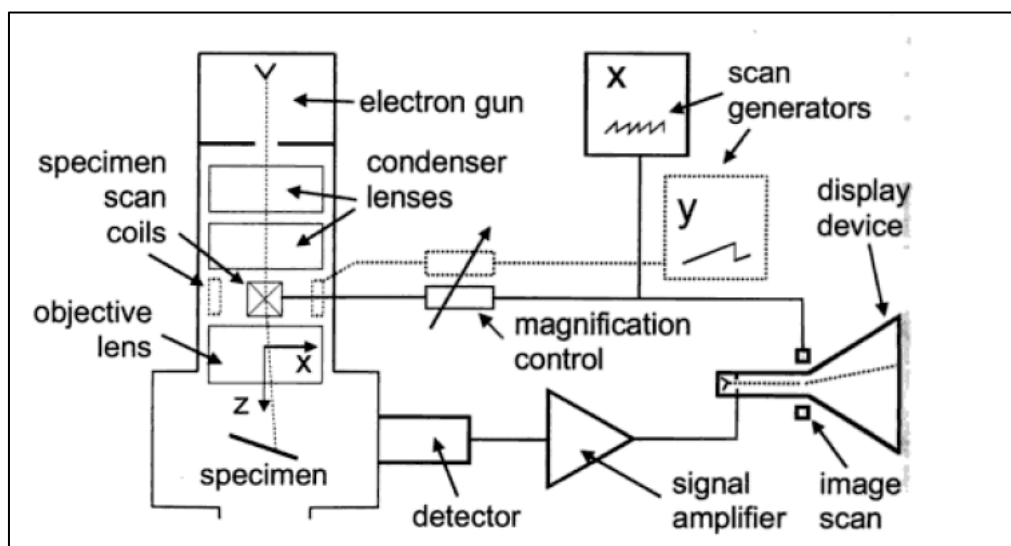 electron gun
X
scan
generators
specimen
scan
coils
condenser
lenses
y
display
device
objective
lens
magnification
control
X
Z
specimen
detector
signal
amplifier
image
scan